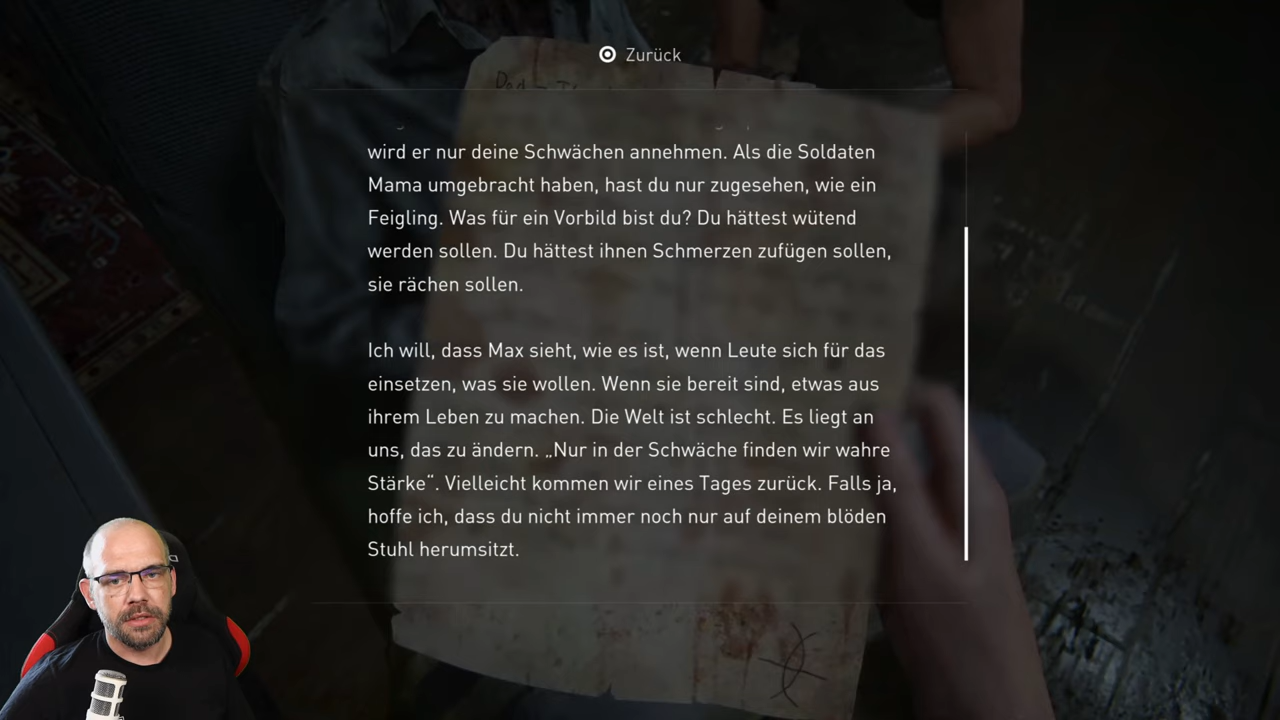 Zurück
wird er nur deine Schwächen annehmen. Als die Soldaten
Mama umgebracht haben, hast du nur zugesehen, wie ein
Feigling. Was für ein Vorbild bist du? Du hättest wütend
werden sollen. Du hättest ihnen Schmerzen zufügen sollen,
sie rächen sollen.
Ich will, dass Max sieht, wie es ist, wenn Leute sich für das
einsetzen, was sie wollen. Wenn sie bereit sind, etwas aus
ihrem Leben zu machen. Die Welt ist schlecht. Es liegt an
uns, das zu ändern. „Nur in der Schwäche finden wir wahre
Stärke“. Vielleicht kommen wir eines Tages zurück. Falls ja,
hoffe ich, dass du nicht immer noch nur auf deinem blöden
Stuhl herumsitzt.